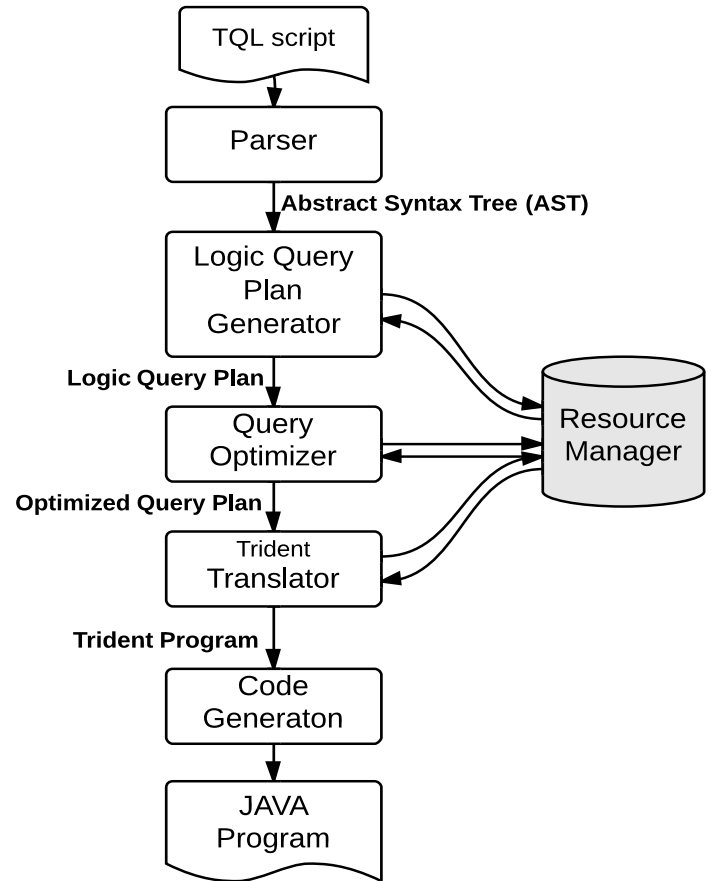 TQL script
Parser
Abstract Syntax Tree (AST)
Logic Query
Plan
Generator
Logic Query Plan
Query
Optimizer
Resource
Manager
Optimized Query Plan
Trident
Translator
Trident Program
Code
Generaton
JAVA
Program